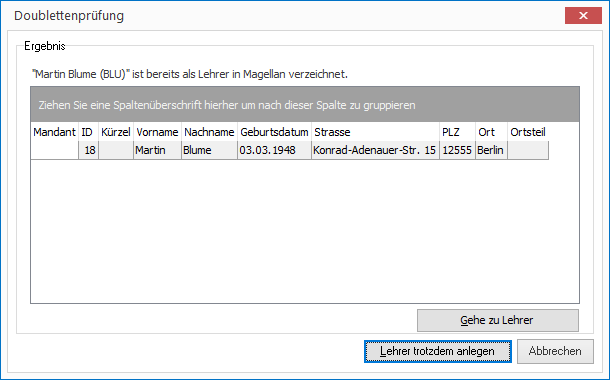 Doublettenprüfung
Ergebnis
"Martin Blume (BLU)" ist bereits als Lehrer in Magellan verzeichnet.
Ziehen Sie eine Spaltenüberschrift hierher um nach dieser Spalte zu gruppieren
Mandant ID Kürzel Vorname Nachname Geburtsdatum Strasse PLZ Ort Ortsteil
18 Martin Blume 03.03.1948 Konrad-Adenauer-Str. 15 12555 Berlin
Gehe zu Lehrer
Lehrer trotzdem anlegen Abbrechen